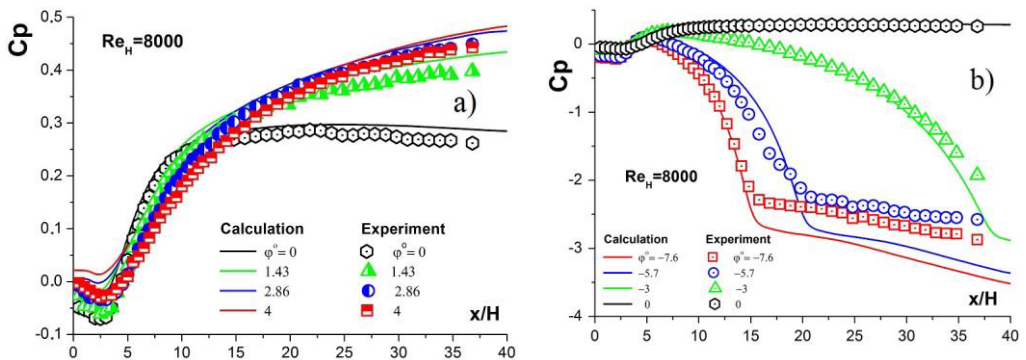 0,5
0,4
0,3
0,2
0,1
0,0
-0,1
Cp
Re_H=8000
a)
Calculation Experiment
φ°= 0 φ°= 0
1.43 1.43
2.86 2.86
4 4
x/H
0 5 10 15 20 25 30 35 40
0
-1
-2
-3
-4
Cp
b)
Re_H=8000
Calculation Experiment
φ°= −7.6 φ°= −7.6
−5.7 −5.7
−3 −3
0 0
x/H
0 5 10 15 20 25 30 35 40